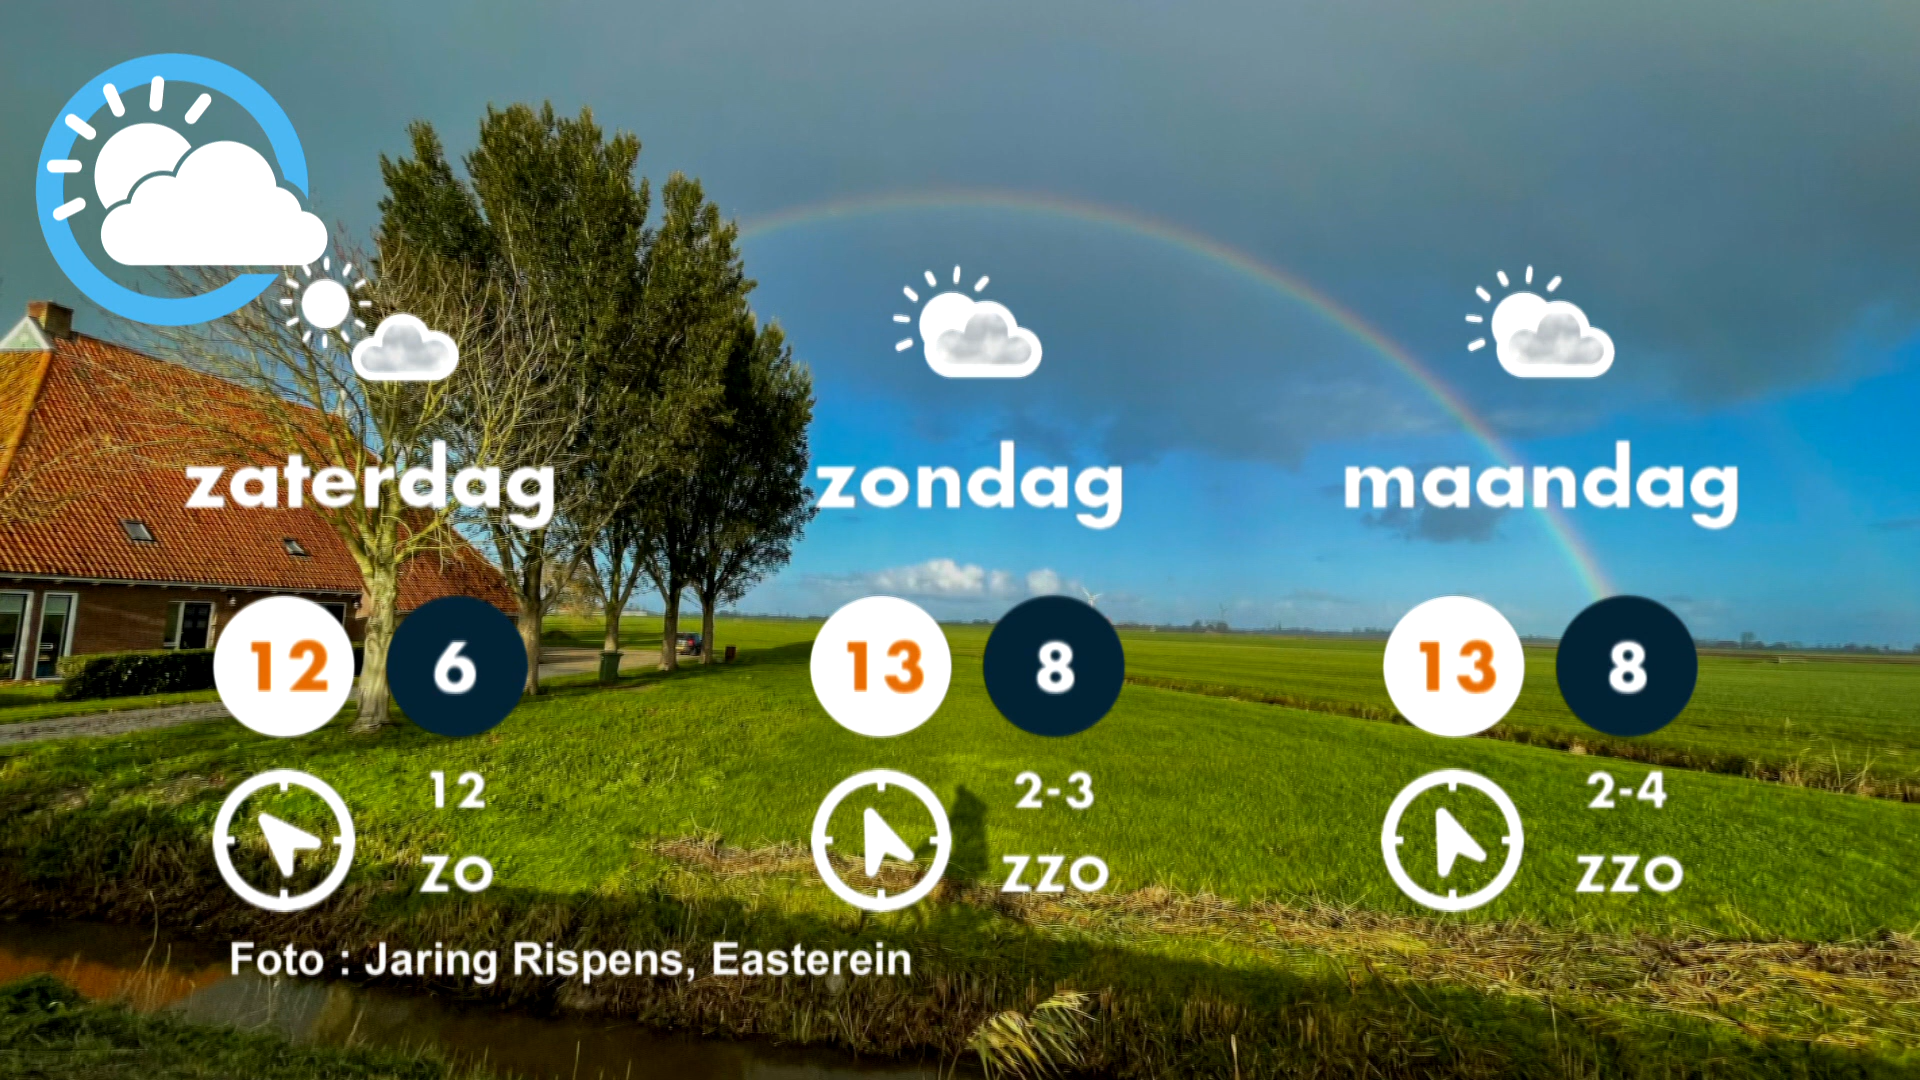 zaterdag zondag maandag
12 6 13 8 13 8
12 2-3 2-4
ZO ZZO ZZO
Foto : Jaring Rispens, Easterein